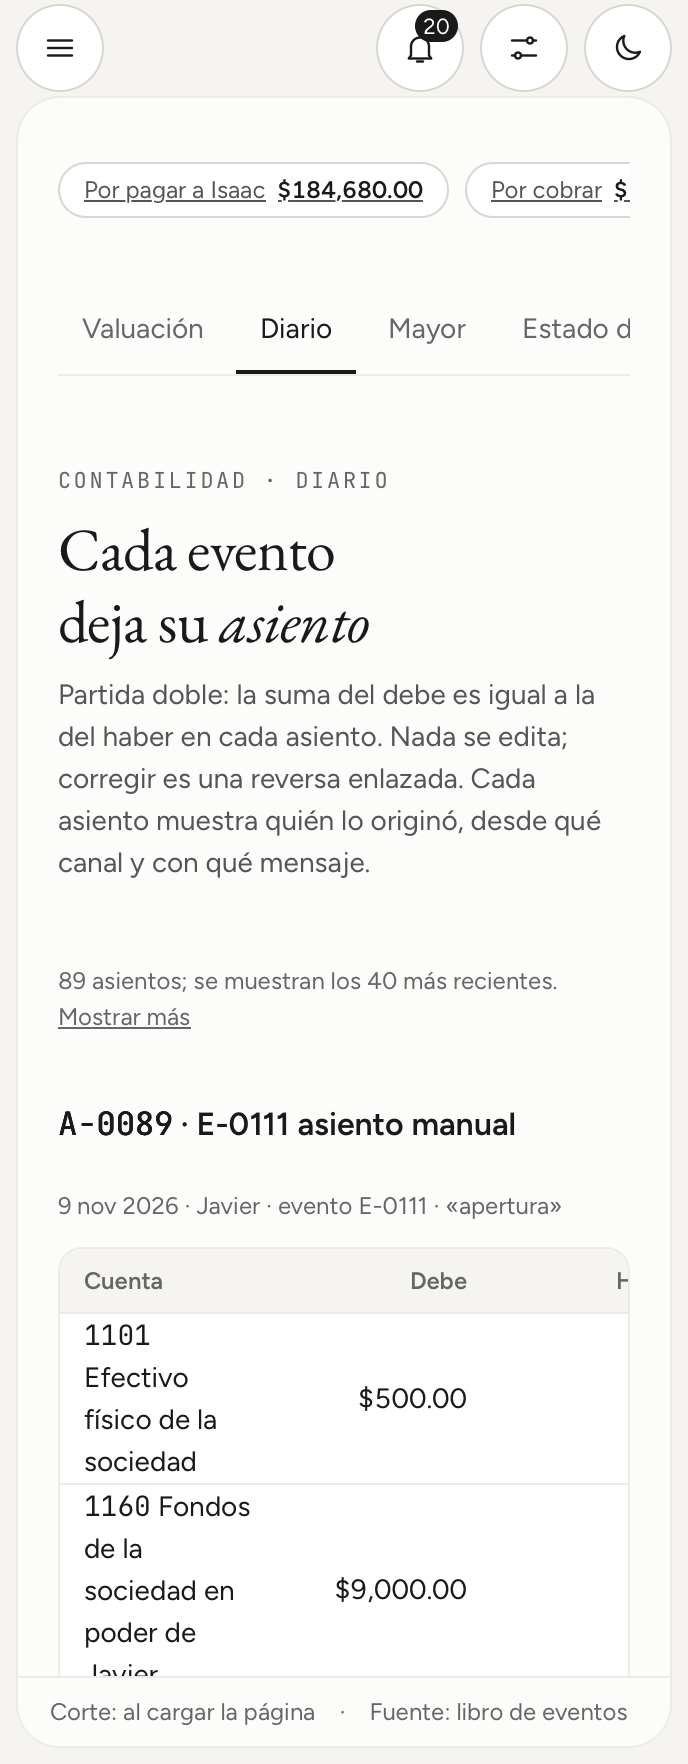 20
Por pagar a Isaac $184,680.00 Por cobrar $
Valuación Diario Mayor Estado d
CONTABILIDAD · DIARIO
Cada evento
deja su asiento
Partida doble: la suma del debe es igual a la
del haber en cada asiento. Nada se edita;
corregir es una reversa enlazada. Cada
asiento muestra quién lo originó, desde qué
canal y con qué mensaje.
89 asientos; se muestran los 40 más recientes.
Mostrar más
A-0089 · E-0111 asiento manual
9 nov 2026 · Javier · evento E-0111 · «apertura»
Cuenta Debe H
1101
Efectivo
físico de la
sociedad
$500.00
1160 Fondos
de la
sociedad en
poder de
Javier
$9,000.00
Corte: al cargar la página · Fuente: libro de eventos